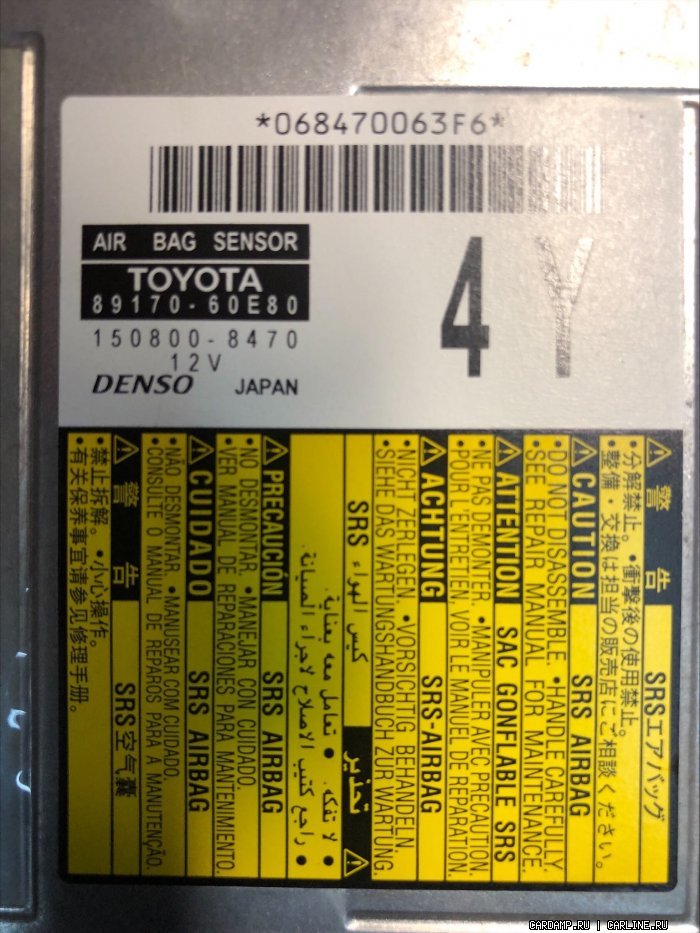 *068470063F6*
AIR BAG SENSOR
TOYOTA
89170-60E80
150800-8470
12V
DENSO JAPAN
4Y
⚠警告 SRSエアバッグ
•分解禁止。•衝撃後の使用禁止。
•整備・交換は担当の販売店にご相談ください。
⚠CAUTION SRS AIRBAG
•DO NOT DISASSEMBLE. •HANDLE CAREFULLY.
•SEE REPAIR MANUAL FOR MAINTENANCE.
⚠ATTENTION SAC GONFLABLE SRS
•NE PAS DEMONTER. •MANIPULER AVEC PRECAUTION.
•POUR L'ENTRETIEN, VOIR LE MANUEL DE REPARATION.
⚠ACHTUNG SRS-AIRBAG
•NICHT ZERLEGEN. •VORSICHTIG BEHANDELN.
•SIEHE DAS WARTUNGSHANDBUCH ZUR WARTUNG.
⚠تحذير كيس الهواء SRS
•لا تفكه. •تعامل معه بعناية.
•راجع كتيب الاصلاح لاجراء الصيانة.
⚠PRECAUCIÓN SRS AIRBAG
•NO DESMONTAR. •MANEJAR CON CUIDADO.
•VER MANUAL DE REPARACIONES PARA MANTENIMIENTO.
⚠CUIDADO SRS AIRBAG
•NÃO DESMONTAR. •MANUSEAR COM CUIDADO.
•CONSULTE O MANUAL DE REPAROS PARA A MANUTENÇÃO.
⚠警告 SRS空气囊
•禁止拆解。•小心操作。
•有关保养事宜请参见修理手册。
CARDAMP.RU | CARLINE.RU